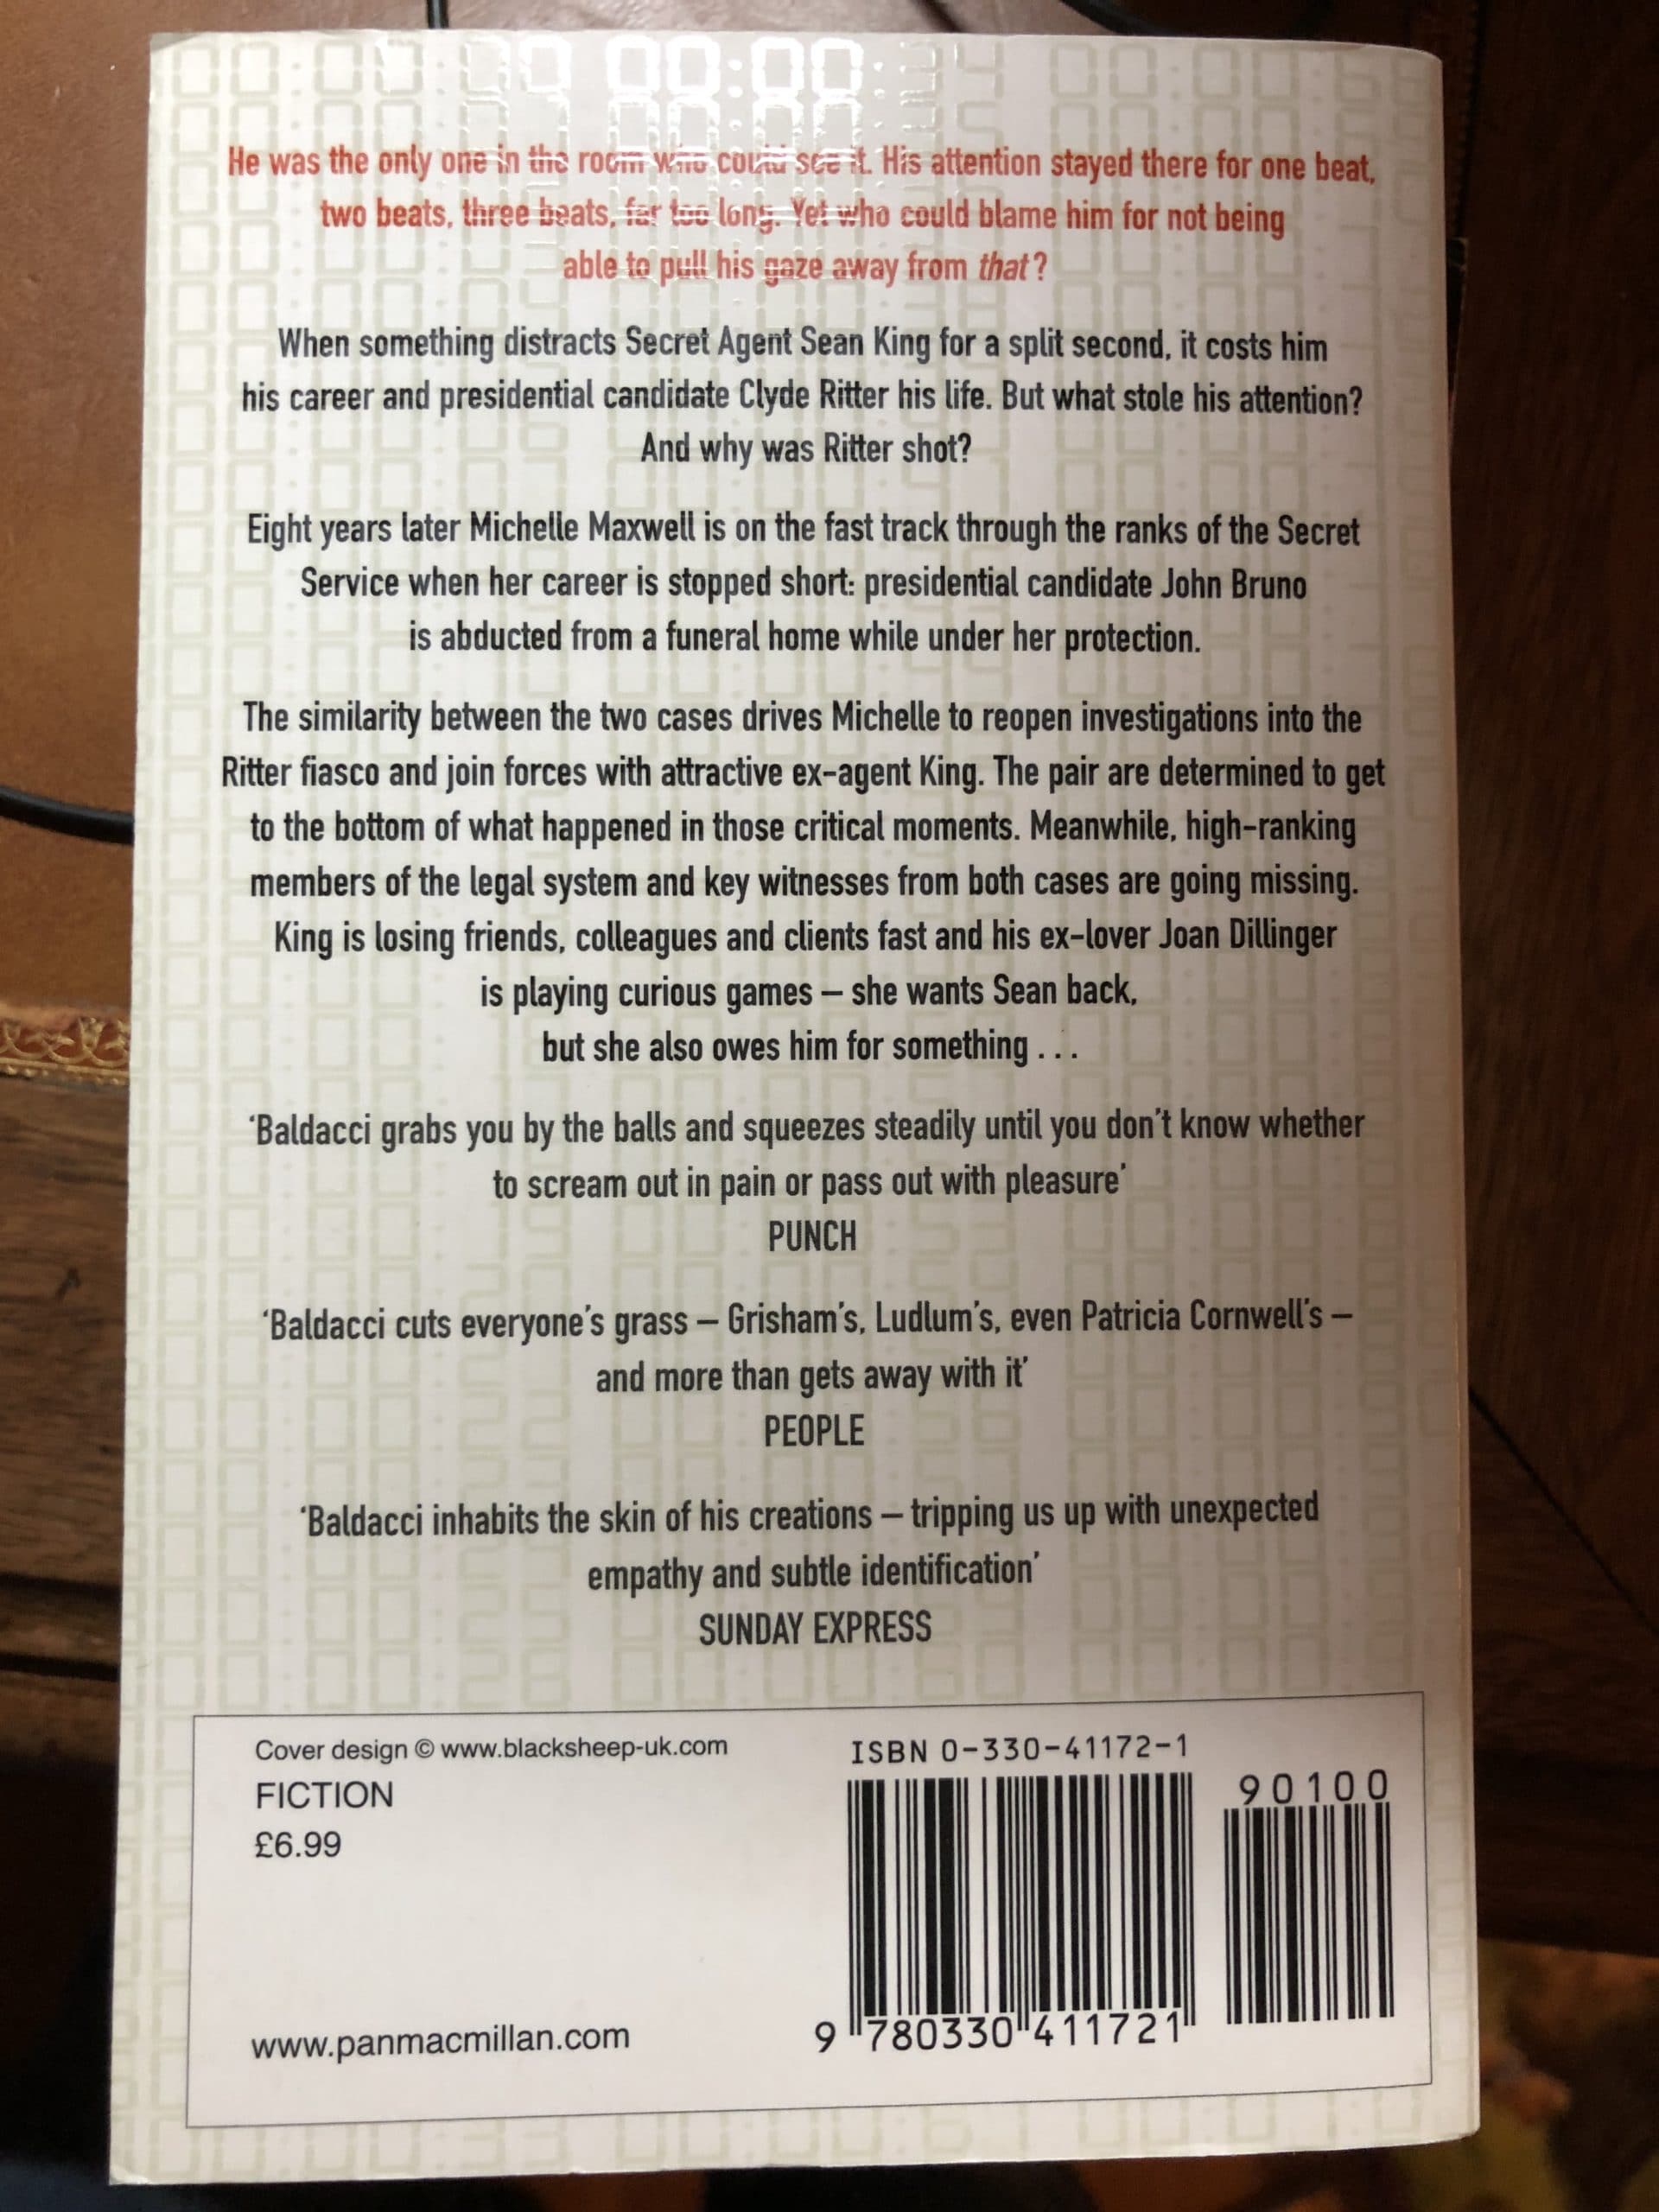 He was the only one in the room who could see it. His attention stayed there for one beat,
two beats, three beats, far too long. Yet who could blame him for not being
able to pull his gaze away from that?
When something distracts Secret Agent Sean King for a split second, it costs him
his career and presidential candidate Clyde Ritter his life. But what stole his attention?
And why was Ritter shot?
Eight years later Michelle Maxwell is on the fast track through the ranks of the Secret
Service when her career is stopped short: presidential candidate John Bruno
is abducted from a funeral home while under her protection.
The similarity between the two cases drives Michelle to reopen investigations into the
Ritter fiasco and join forces with attractive ex-agent King. The pair are determined to get
to the bottom of what happened in those critical moments. Meanwhile, high-ranking
members of the legal system and key witnesses from both cases are going missing.
King is losing friends, colleagues and clients fast and his ex-lover Joan Dillinger
is playing curious games – she wants Sean back,
but she also owes him for something . . .
‘Baldacci grabs you by the balls and squeezes steadily until you don’t know whether
to scream out in pain or pass out with pleasure’
PUNCH
‘Baldacci cuts everyone’s grass – Grisham’s, Ludlum’s, even Patricia Cornwell’s –
and more than gets away with it’
PEOPLE
‘Baldacci inhabits the skin of his creations – tripping us up with unexpected
empathy and subtle identification’
SUNDAY EXPRESS
Cover design © www.blacksheep-uk.com
FICTION
£6.99
www.panmacmillan.com
ISBN 0-330-41172-1
90100
9 780330 411721